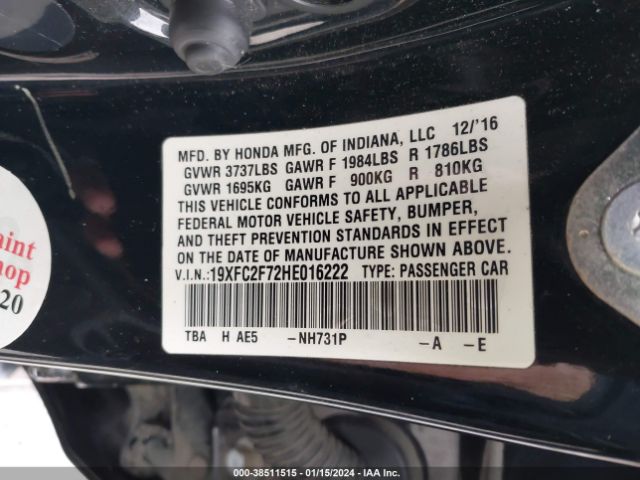 MFD. BY HONDA MFG. OF INDIANA, LLC 12/'16
GVWR 3737LBS GAWR F 1984LBS R 1786LBS
GVWR 1695KG GAWR F 900KG R 810KG
THIS VEHICLE CONFORMS TO ALL APPLICABLE
FEDERAL MOTOR VEHICLE SAFETY, BUMPER,
AND THEFT PREVENTION STANDARDS IN EFFECT
ON THE DATE OF MANUFACTURE SHOWN ABOVE.
V.I.N.:19XFC2F72HE016222 TYPE: PASSENGER CAR
TBA H AE5 -NH731P -A -E
aint
hop
20
000-38511515 - 01/15/2024 - IAA Inc.